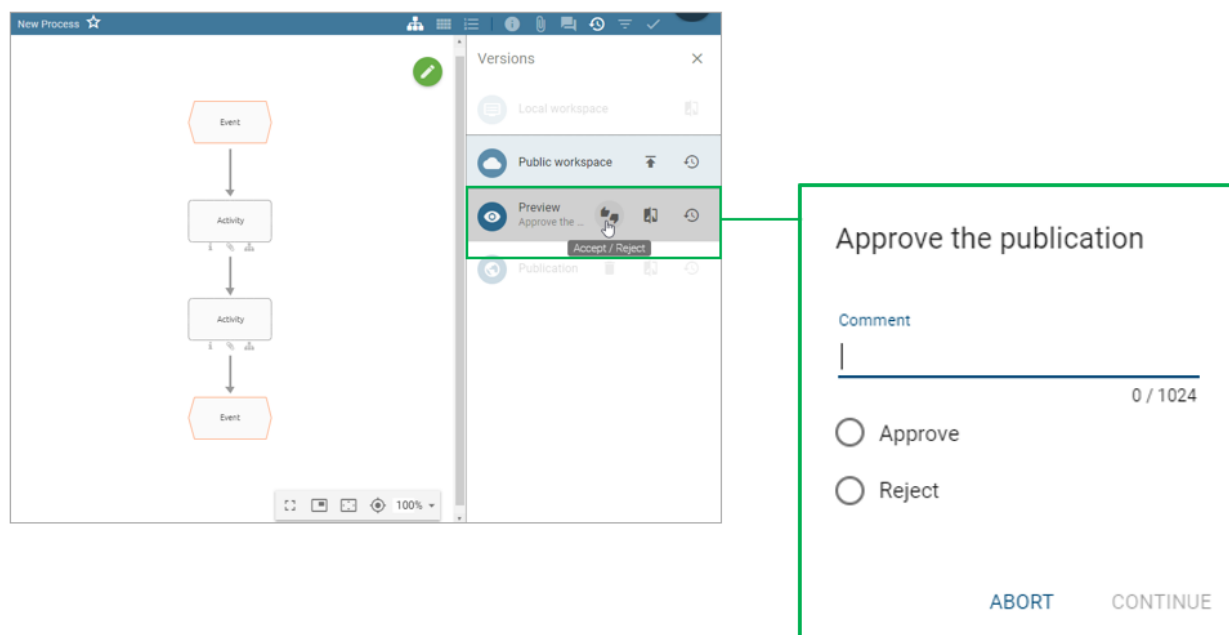 New Process
Versions
Local workspace
Public workspace
Preview
Approve the ...
Accept / Reject
Publication
Event
Activity
Activity
Event
100%
Approve the publication
Comment
0 / 1024
Approve
Reject
ABORT CONTINUE